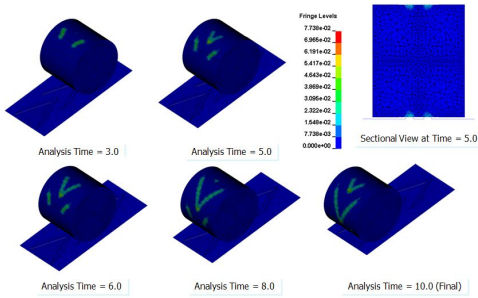 Fringe Levels
7.738e-02
6.965e-02
6.191e-02
5.417e-02
4.643e-02
3.869e-02
3.095e-02
2.322e-02
1.548e-02
7.738e-03
0.000e+00
Analysis Time = 3.0
Analysis Time = 5.0
Sectional View at Time = 5.0
Analysis Time = 6.0
Analysis Time = 8.0
Analysis Time = 10.0 (Final)